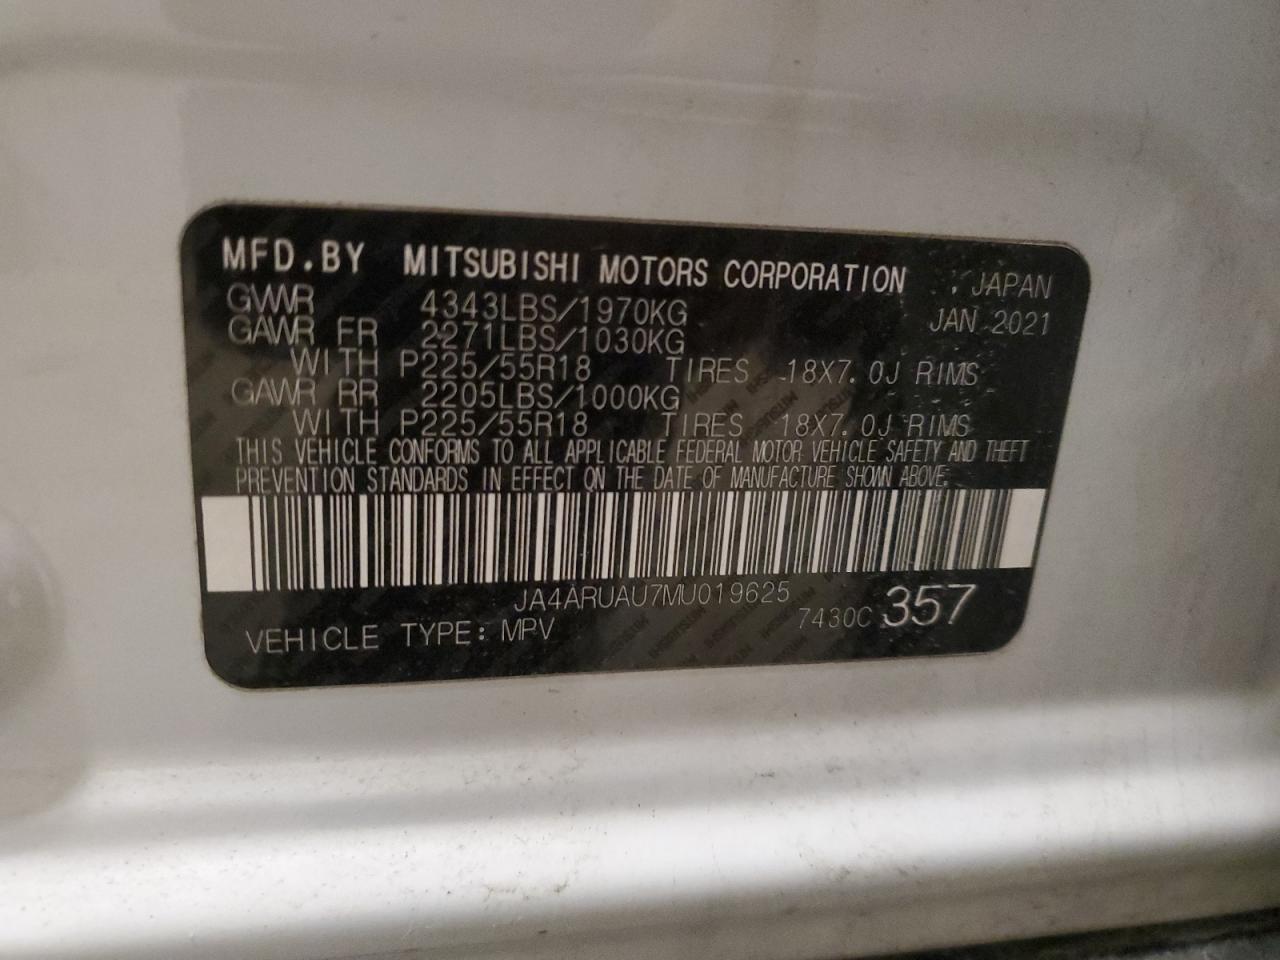 MFD.BY MITSUBISHI MOTORS CORPORATION JAPAN
GVWR 4343LBS/1970KG JAN 2021
GAWR FR 2271LBS/1030KG
WITH P225/55R18 TIRES 18X7.0J RIMS
GAWR RR 2205LBS/1000KG
WITH P225/55R18 TIRES 18X7.0J RIMS
THIS VEHICLE CONFORMS TO ALL APPLICABLE FEDERAL MOTOR VEHICLE SAFETY AND THEFT
PREVENTION STANDARDS IN EFFECT ON THE DATE OF MANUFACTURE SHOWN ABOVE.
JA4ARUAU7MU019625
VEHICLE TYPE: MPV 7430C 357